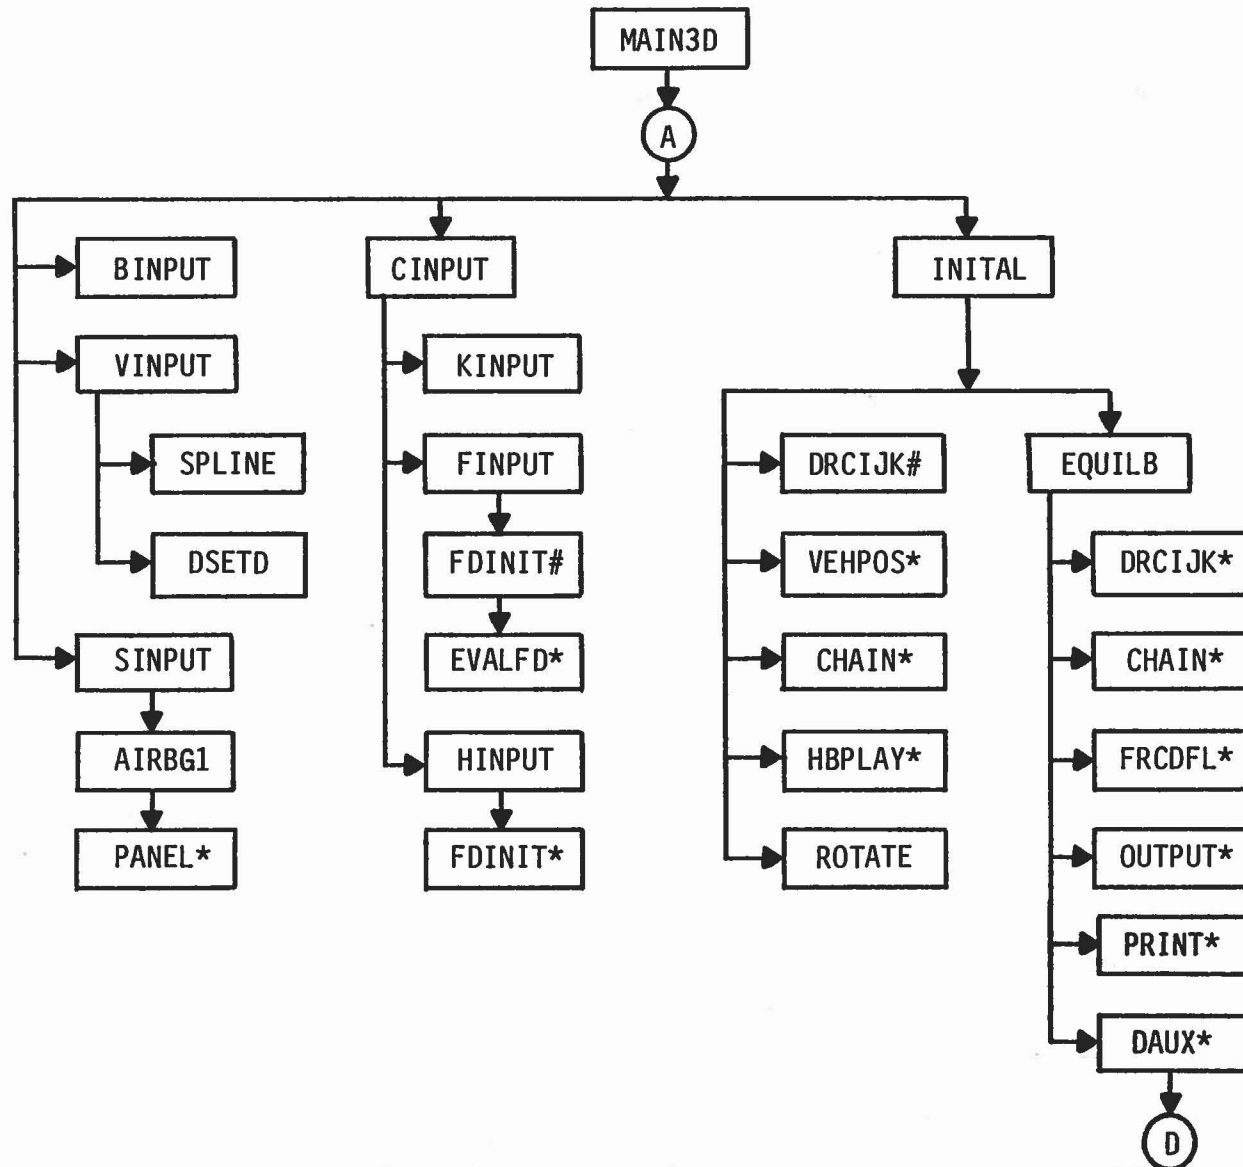 MAIN3D
A
BINPUT
CINPUT
INITAL
VINPUT
KINPUT
SPLINE
FINPUT
DRCIJK#
EQUILB
DSETD
FDINIT#
VEHPOS*
DRCIJK*
SINPUT
EVALFD*
CHAIN*
CHAIN*
AIRBG1
HINPUT
HBPLAY*
FRCDFL*
PANEL*
FDINIT*
ROTATE
OUTPUT*
PRINT*
DAUX*
D